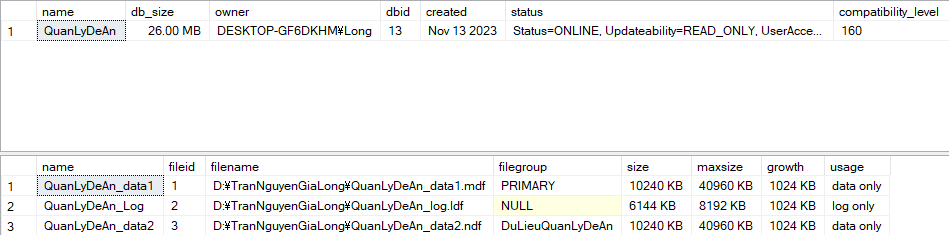 name db_size owner dbid created status compatibility_level
1 QuanLyDeAn 26.00 MB DESKTOP-GF6DKHM¥Long 13 Nov 13 2023 Status=ONLINE, Updateability=READ_ONLY, UserAcce... 160
name fileid filename filegroup size maxsize growth usage
1 QuanLyDeAn_data1 1 D:¥TranNguyenGiaLong¥QuanLyDeAn_data1.mdf PRIMARY 10240 KB 40960 KB 1024 KB data only
2 QuanLyDeAn_Log 2 D:¥TranNguyenGiaLong¥QuanLyDeAn_log.ldf NULL 6144 KB 8192 KB 1024 KB log only
3 QuanLyDeAn_data2 3 D:¥TranNguyenGiaLong¥QuanLyDeAn_data2.ndf DuLieuQuanLyDeAn 10240 KB 40960 KB 1024 KB data only